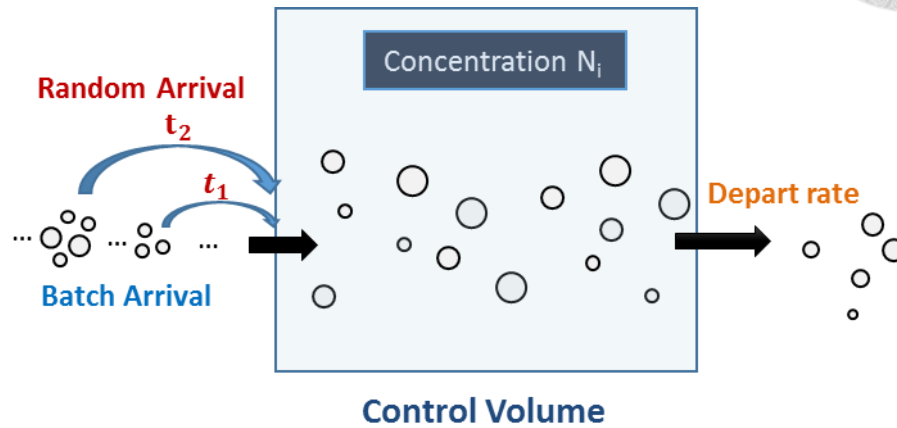 Concentration Nᵢ
Random Arrival
t₂
t₁
Depart rate
... ... ...
Batch Arrival
Control Volume